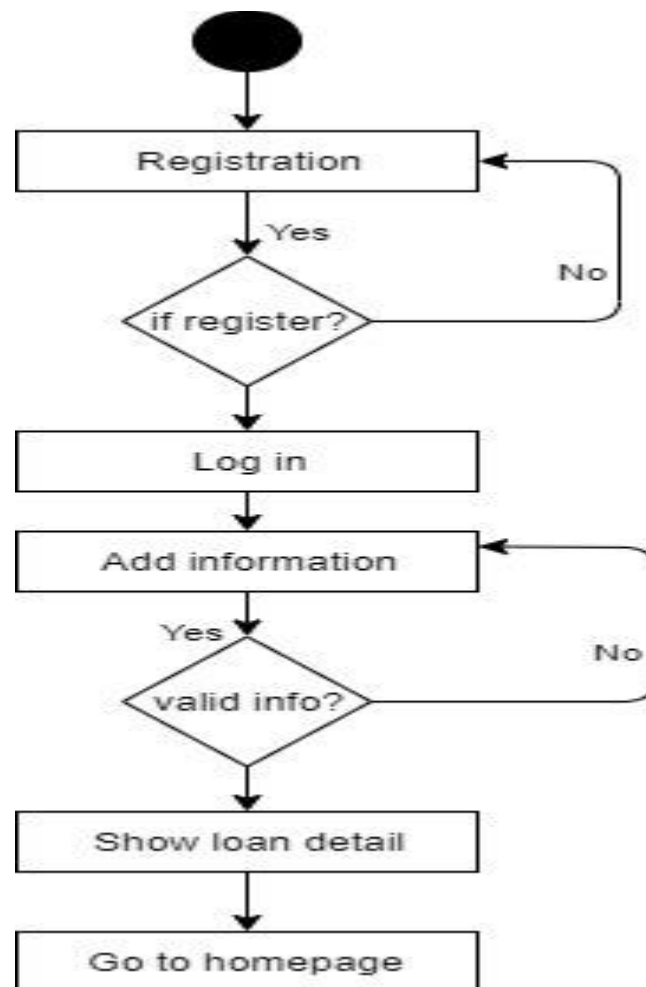 Registration
Yes
No
if register?
Log in
Add information
Yes
No
valid info?
Show loan detail
Go to homepage